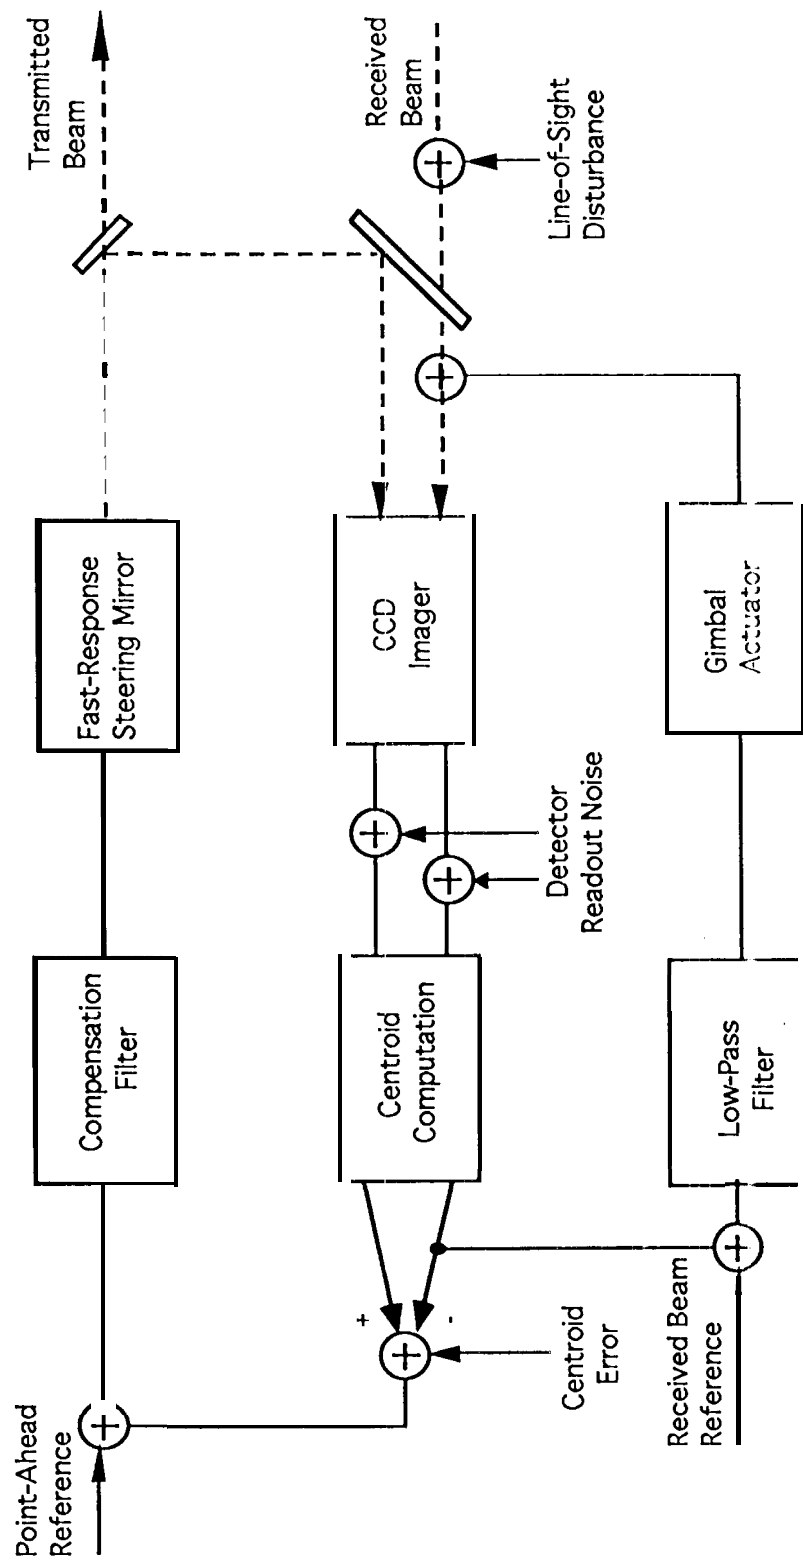 Point-Ahead
Reference
Compensation
Filter
Fast-Response
Steering Mirror
Transmitted
Beam
+
-
Centroid
Error
Centroid
Computation
Detector
Readout Noise
CCD
Imager
Received
Beam
Line-of-Sight
Disturbance
Received Beam
Reference
Low-Pass
Filter
Gimbal
Actuator